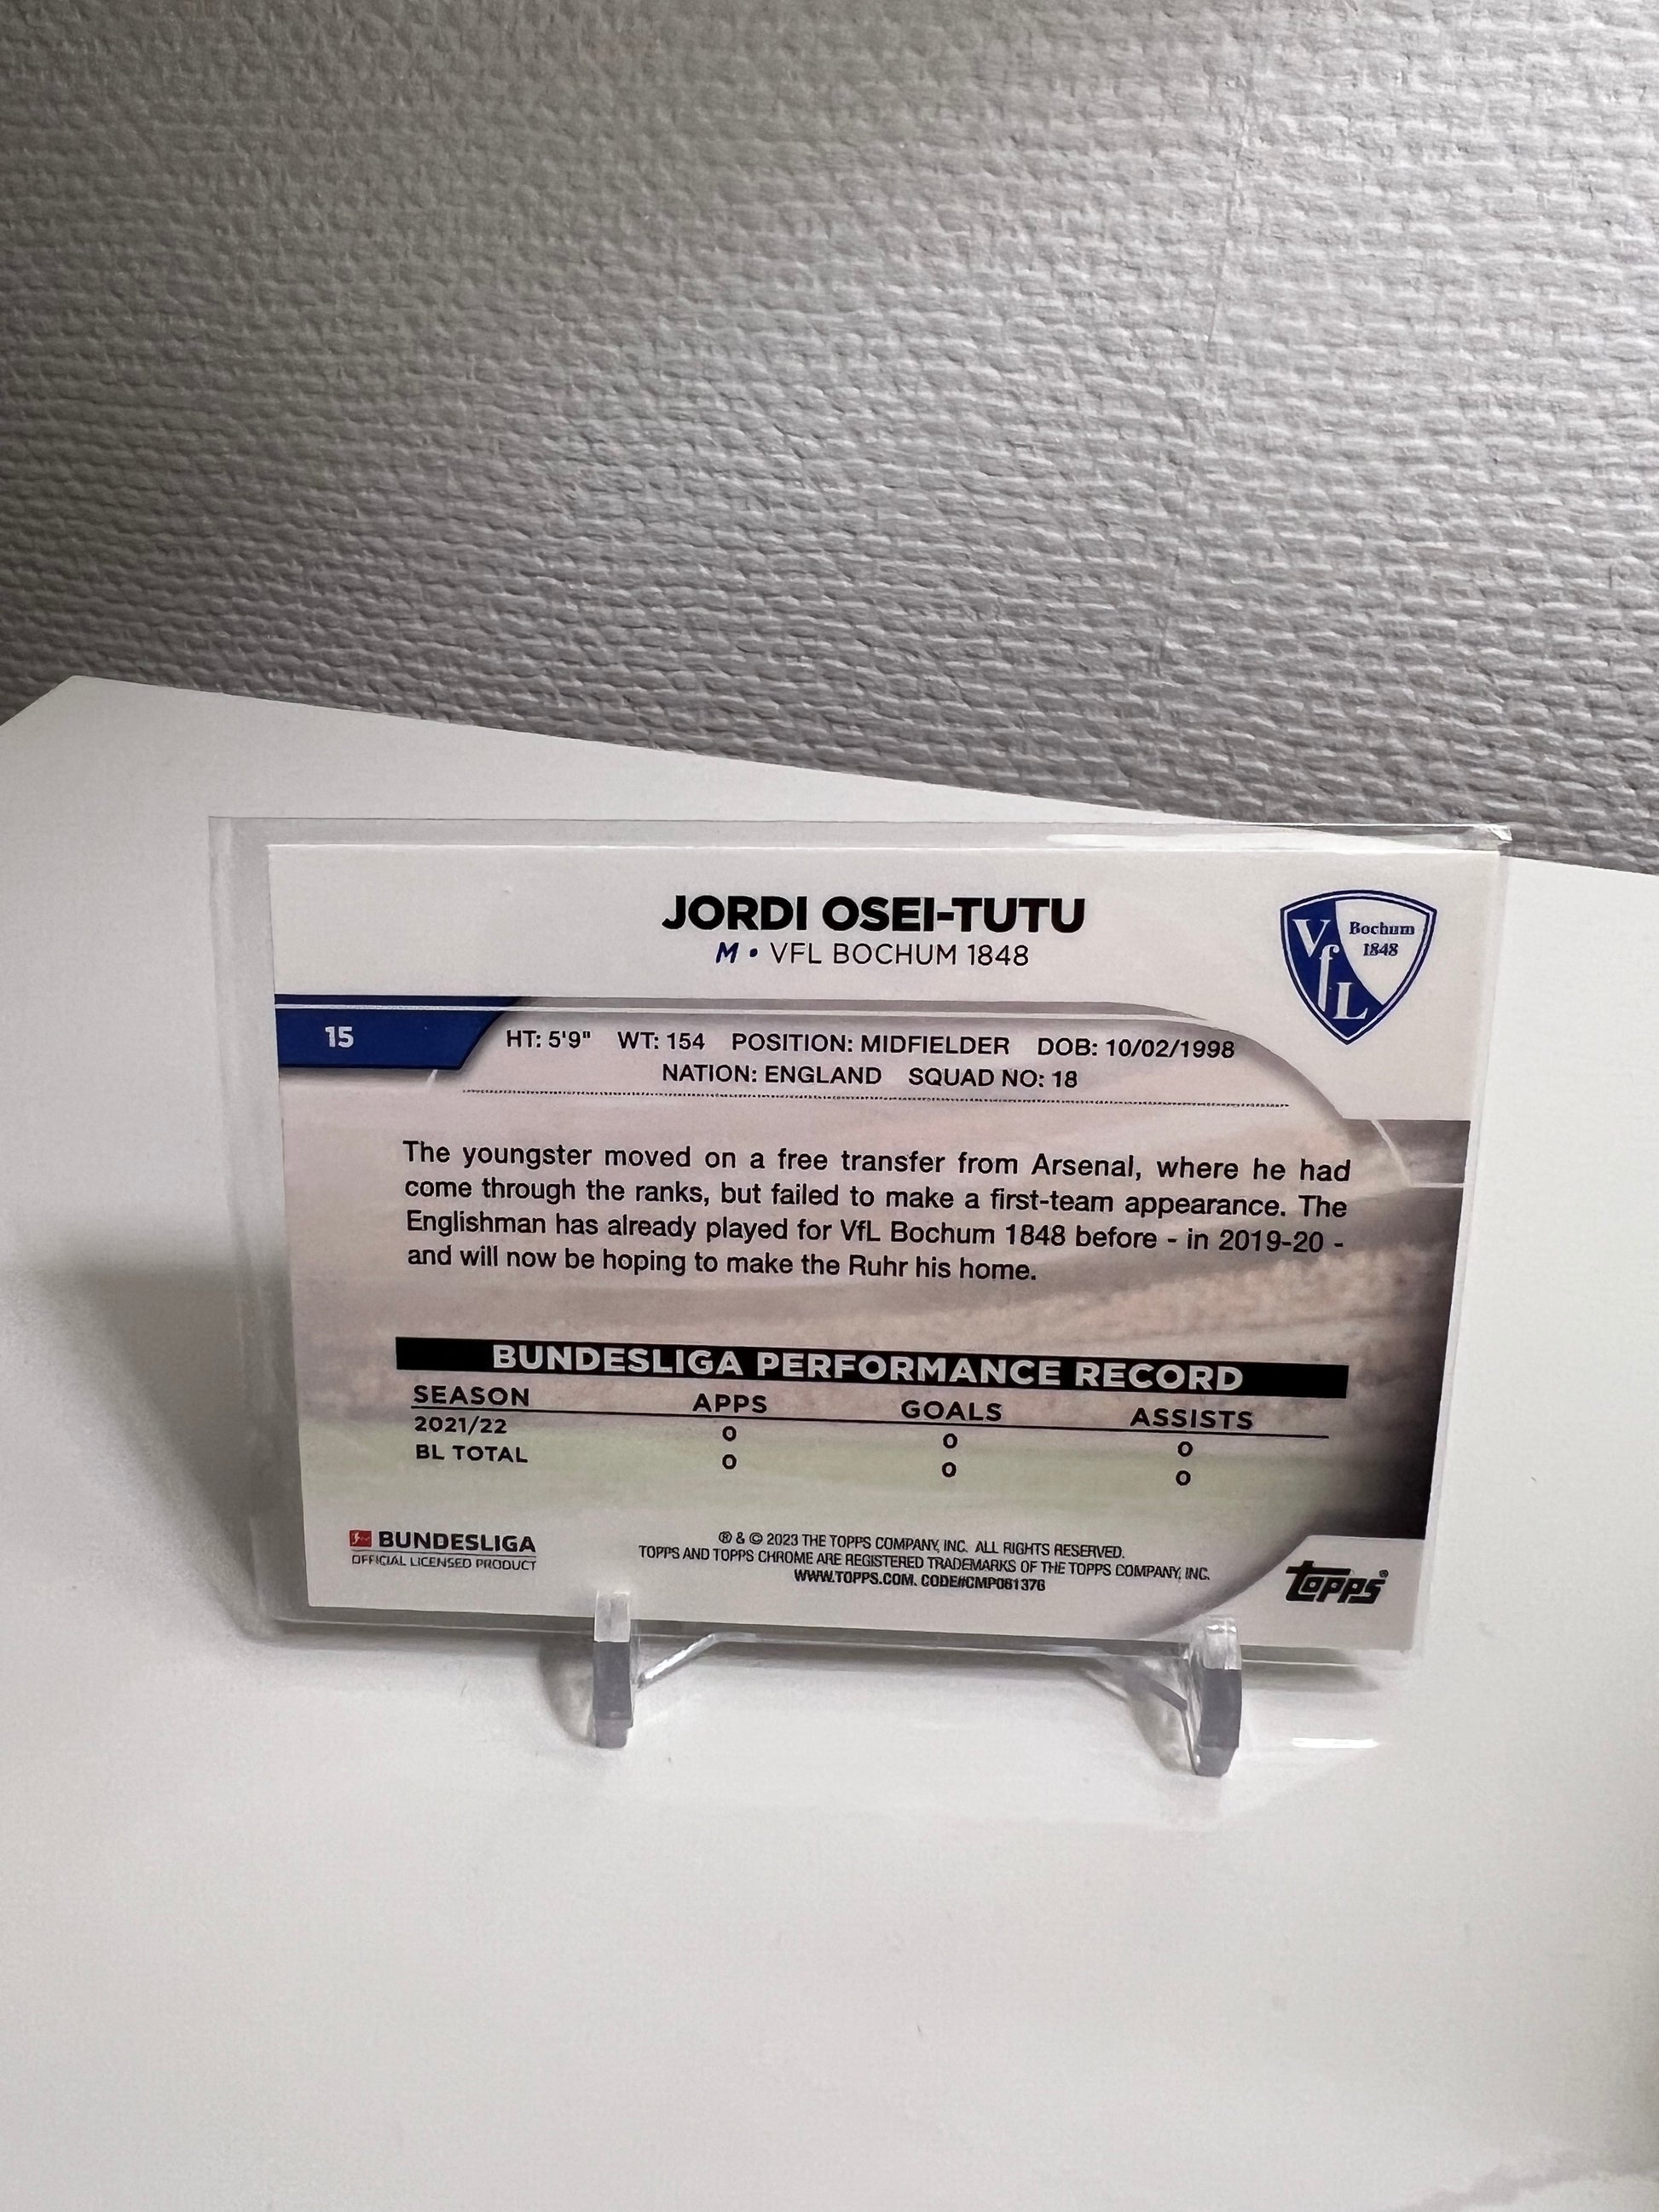 JORDI OSEI-TUTU
M • VFL BOCHUM 1848
VfL Bochum
1848
15
HT: 5'9" WT: 154 POSITION: MIDFIELDER DOB: 10/02/1998
NATION: ENGLAND SQUAD NO: 18
The youngster moved on a free transfer from Arsenal, where he had
come through the ranks, but failed to make a first-team appearance. The
Englishman has already played for VfL Bochum 1848 before - in 2019-20 -
and will now be hoping to make the Ruhr his home.
BUNDESLIGA PERFORMANCE RECORD
SEASON APPS GOALS ASSISTS
2021/22 0 0 0
BL TOTAL 0 0 0
BUNDESLIGA
OFFICIAL LICENSED PRODUCT
® & © 2023 THE TOPPS COMPANY, INC. ALL RIGHTS RESERVED.
TOPPS AND TOPPS CHROME ARE REGISTERED TRADEMARKS OF THE TOPPS COMPANY, INC.
WWW.TOPPS.COM. CODE#CMP061376
topps®